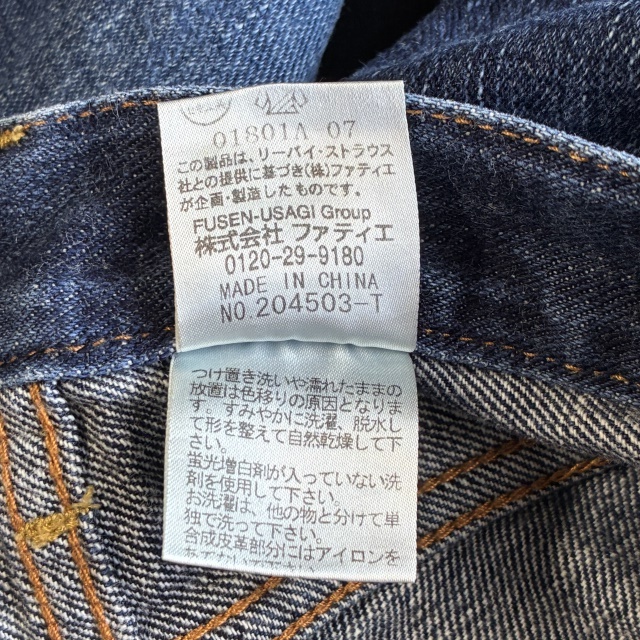 01801A 07
この製品は、リーバイ・ストラウス
社との提供に基づき(株)ファティエ
が企画・製造したものです。
FUSEN-USAGI Group
株式会社 ファティエ
0120-29-9180
MADE IN CHINA
NO.204503-T
つけ置き洗いや濡れたままの
放置は色移りの原因となりま
す。すみやかに洗濯、脱水し
て形を整えて自然乾燥して下
さい。
蛍光増白剤が入っていない洗
剤を使用して下さい。
お洗濯は、他の物と分けて単
独で洗って下さい。
合成皮革部分にはアイロンを